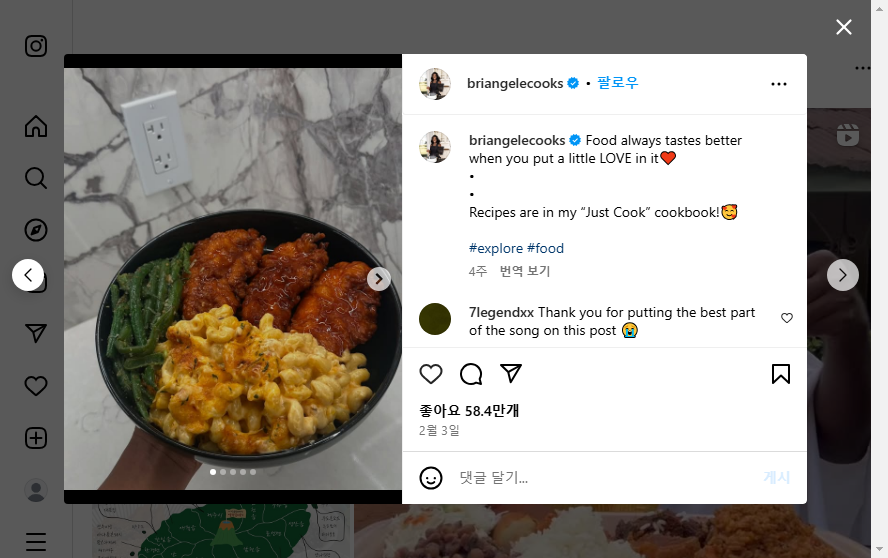 briangelecooks • 팔로우
briangelecooks Food always tastes better
when you put a little LOVE in it❤️
•
•
Recipes are in my “Just Cook” cookbook!🥰
#explore #food
4주 번역 보기
7legendxx Thank you for putting the best part
of the song on this post 😭
좋아요 58.4만개
2월 3일
댓글 달기...
게시